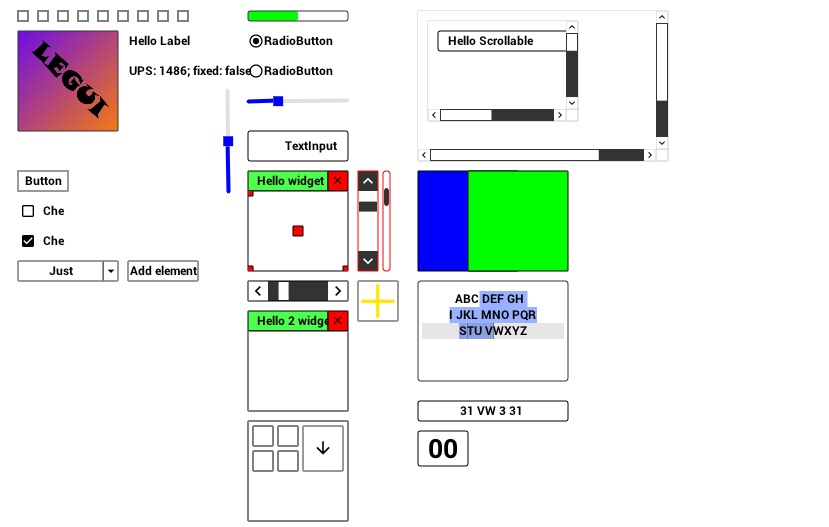 LEGUI
Hello Label
UPS: 1486; fixed: false
RadioButton
RadioButton
TextInput
Hello Scrollable
Button
Che
Che
Just
Add element
Hello widget
Hello 2 widge
ABC DEF GH
I JKL MNO PQR
STU VWXYZ
31 VW 3 31
00